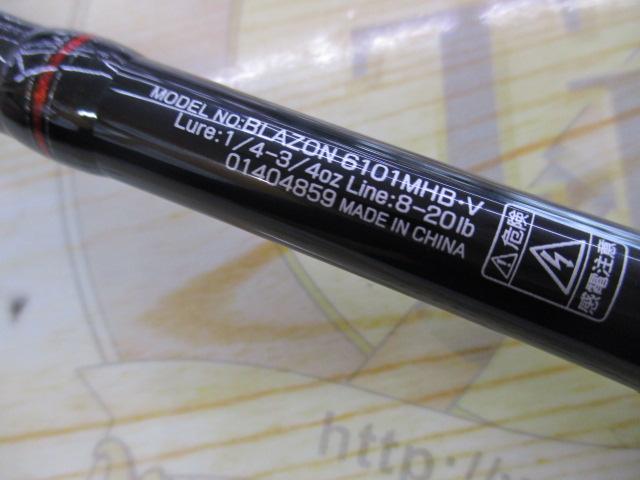 MODEL NO:BLAZON 6101MHB・V
Lure:1/4-3/4oz Line:8-20lb
01404859 MADE IN CHINA
危険
感電注意
http://